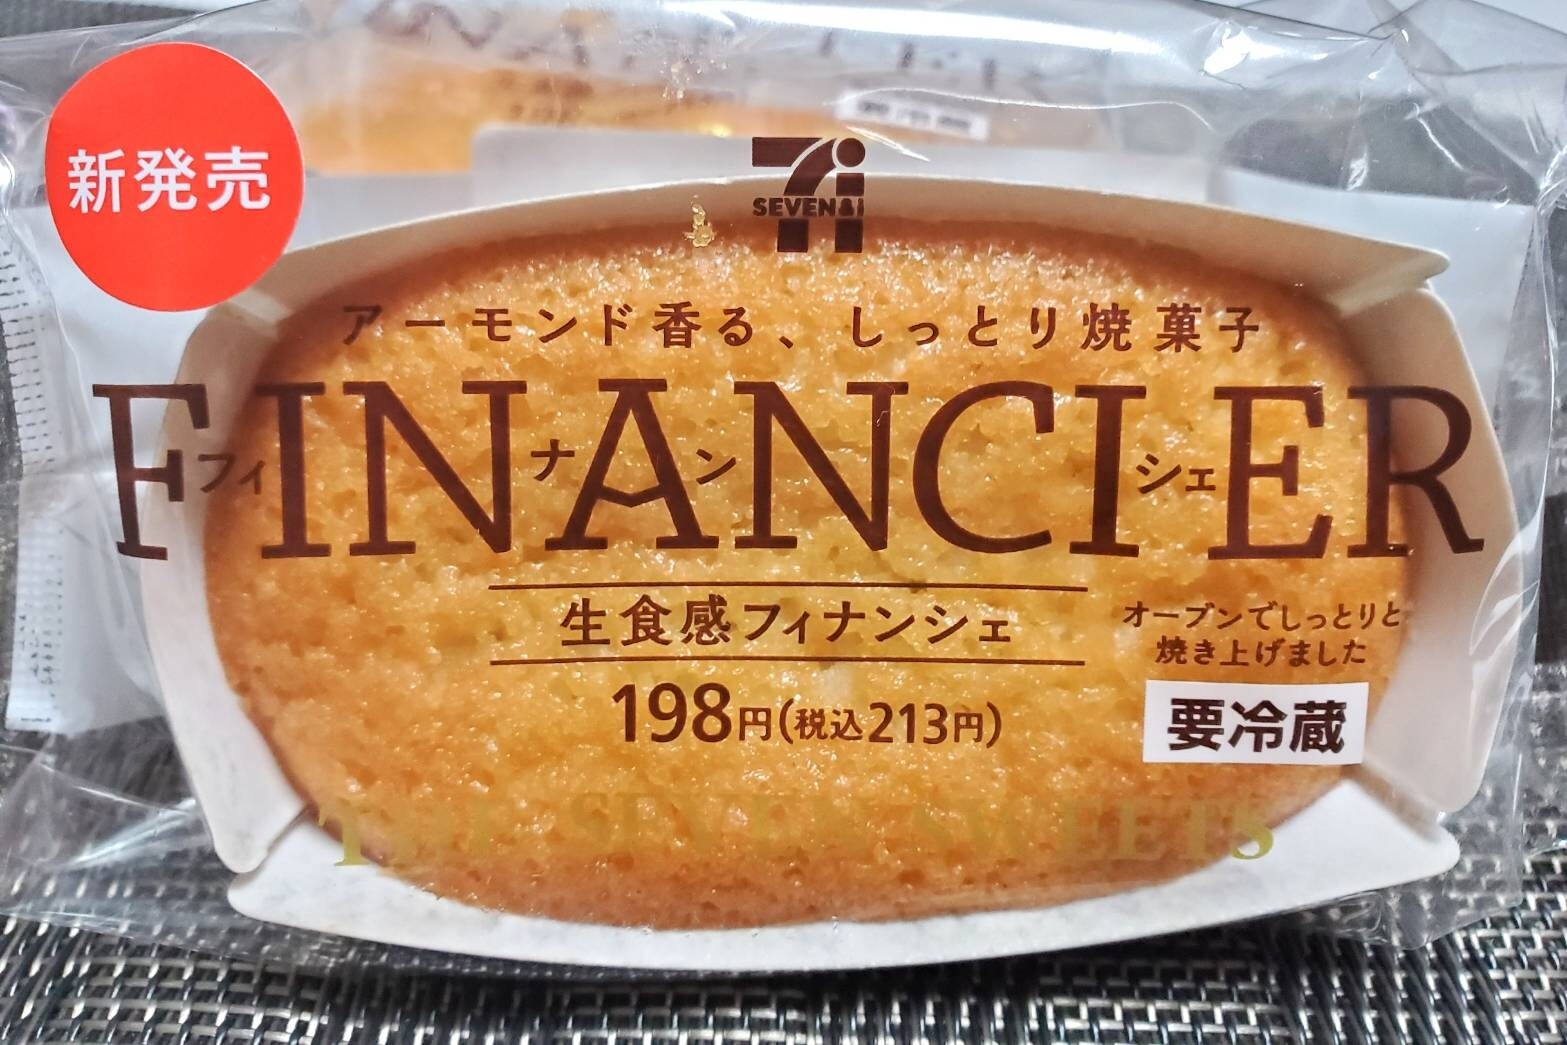 新発売
SEVEN&i
アーモンド香る、しっとり焼菓子
FINANCIER
フィナンシェ
生食感フィナンシェ
オーブンでしっとりと
焼き上げました
198円(税込213円)
要冷蔵
THE SEVEN SWEETS